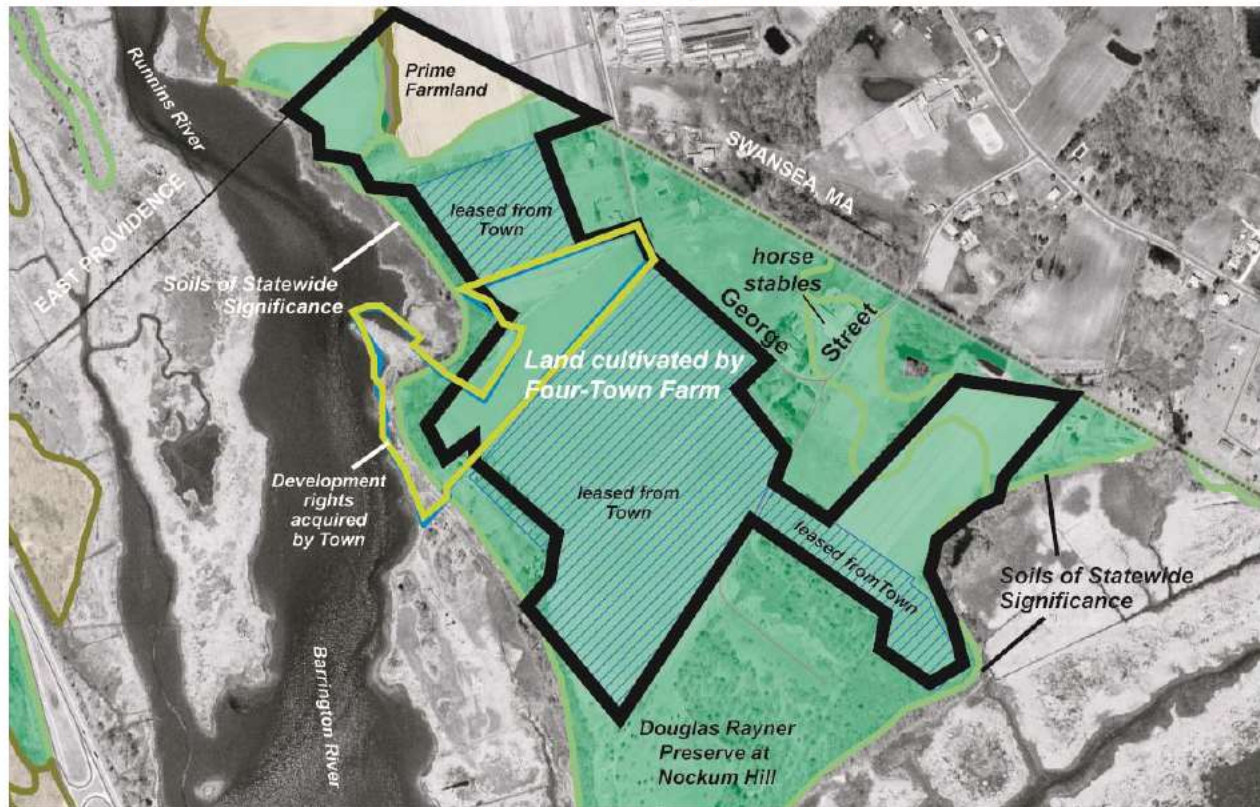 Runnins River
Prime
Farmland
SWANSEA, MA
EAST PROVIDENCE
leased from
Town
Soils of Statewide
Significance
horse
stables
George
Street
Land cultivated by
Four-Town Farm
Development
rights
acquired
by Town
leased from
Town
leased from Town
Soils of Statewide
Significance
Barrington River
Douglas Rayner
Preserve at
Nockum Hill